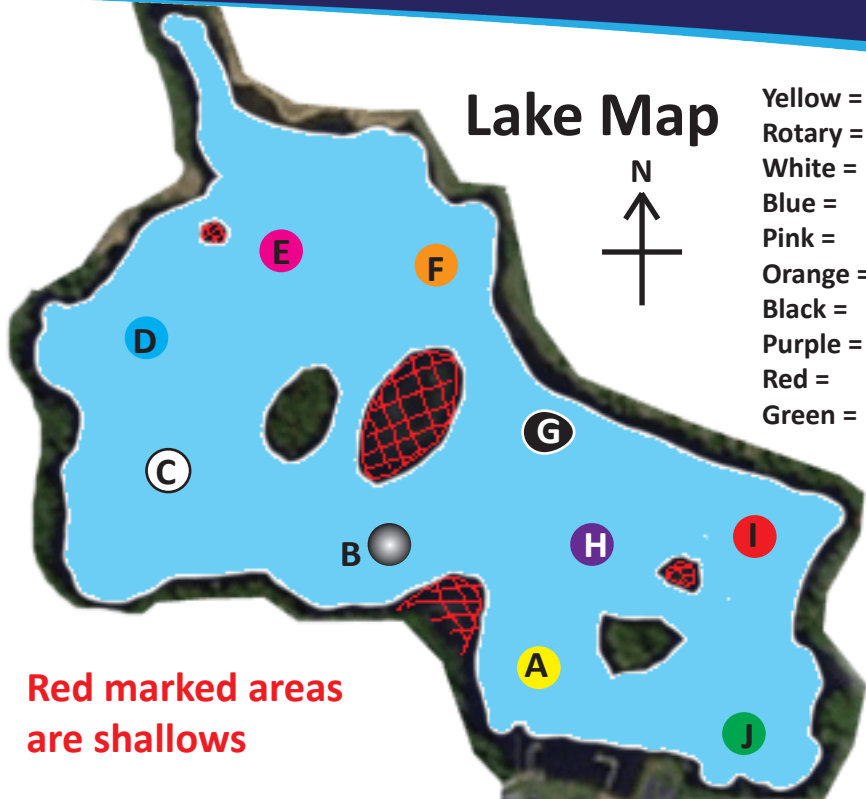 Lake Map
N
Yellow =
Rotary =
White =
Blue =
Pink =
Orange =
Black =
Purple =
Red =
Green =
E
F
D
G
C
B
H
I
A
J
Red marked areas
are shallows